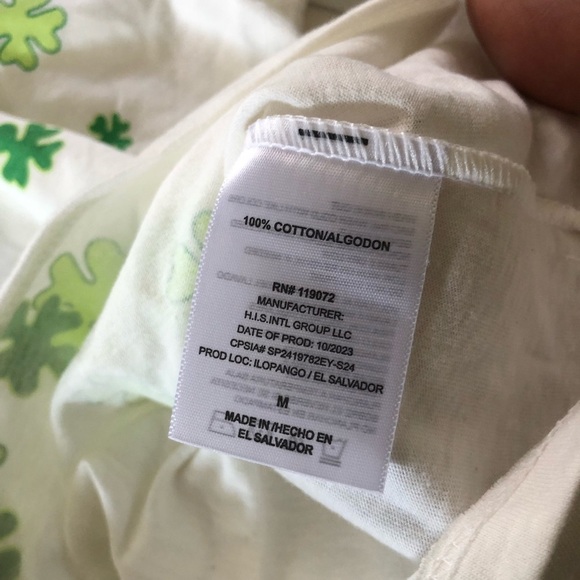 100% COTTON/ALGODON
RN# 119072
MANUFACTURER:
H.I.S.INTL GROUP LLC
DATE OF PROD: 10/2023
CPSIA# SP2419782EY-S24
PROD LOC: ILOPANGO / EL SALVADOR
M
MADE IN /HECHO EN
EL SALVADOR